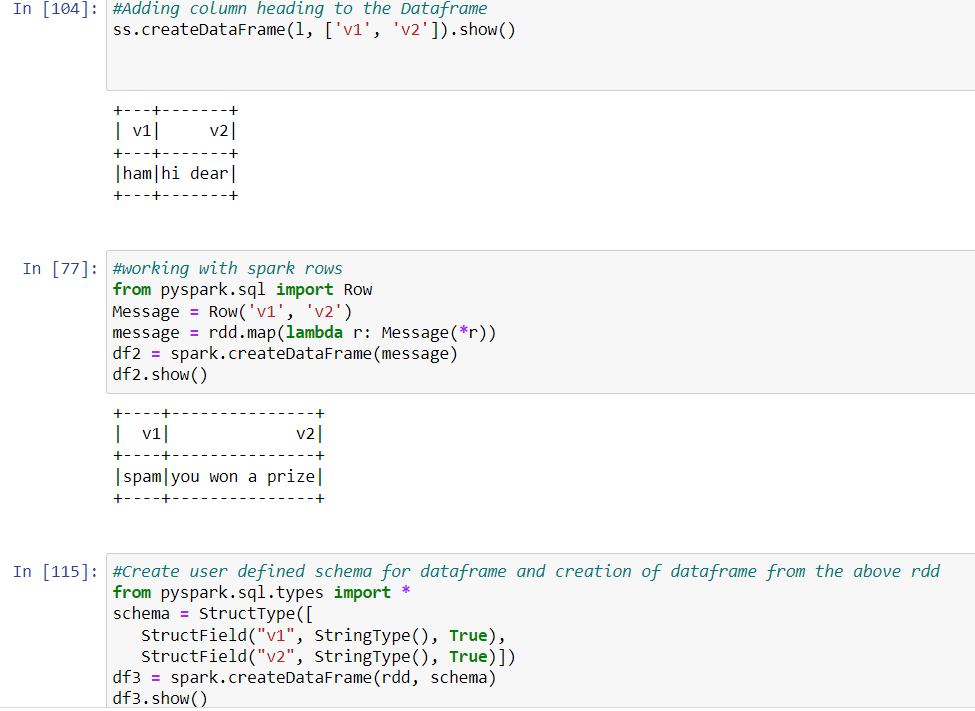 In [104]: #Adding column heading to the Dataframe
ss.createDataFrame(l, ['v1', 'v2']).show()
+---+-------+
| v1|     v2|
+---+-------+
|ham|hi dear|
+---+-------+
In [77]: #working with spark rows
from pyspark.sql import Row
Message = Row('v1', 'v2')
message = rdd.map(lambda r: Message(*r))
df2 = spark.createDataFrame(message)
df2.show()
+----+---------------+
|  v1|             v2|
+----+---------------+
|spam|you won a prize|
+----+---------------+
In [115]: #Create user defined schema for dataframe and creation of dataframe from the above rdd
from pyspark.sql.types import *
schema = StructType([
   StructField("v1", StringType(), True),
   StructField("v2", StringType(), True)])
df3 = spark.createDataFrame(rdd, schema)
df3.show()